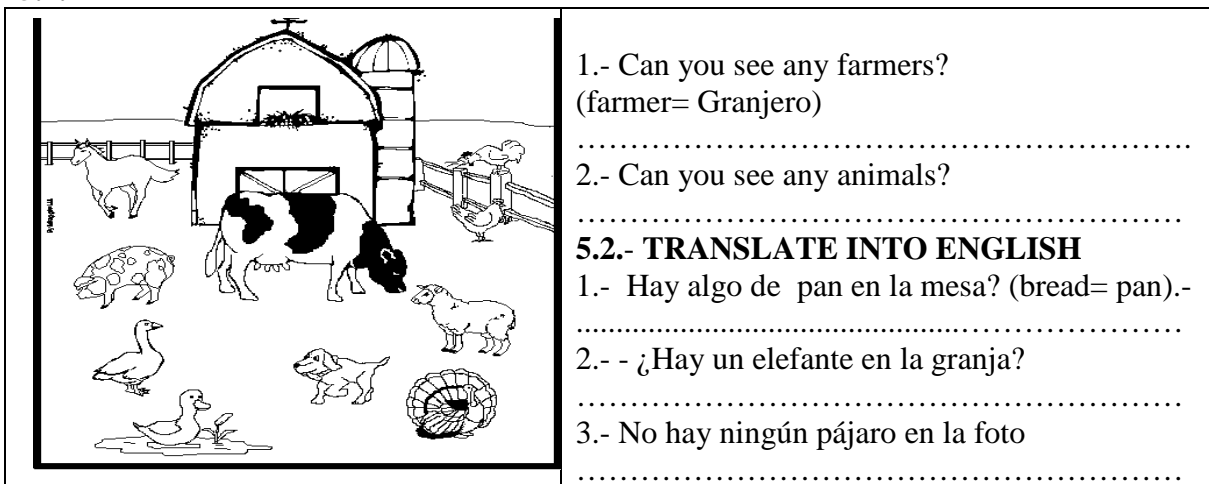 1.- Can you see any farmers?
(farmer= Granjero)
……………………………………………………….
2.- Can you see any animals?
………………………………………………………
5.2.- TRANSLATE INTO ENGLISH
1.-  Hay algo de  pan en la mesa? (bread= pan).-
................................................…………………
2.- - ¿Hay un elefante en la granja?
……………………………………………………….
3.- No hay ningún pájaro en la foto
………………………………………………………